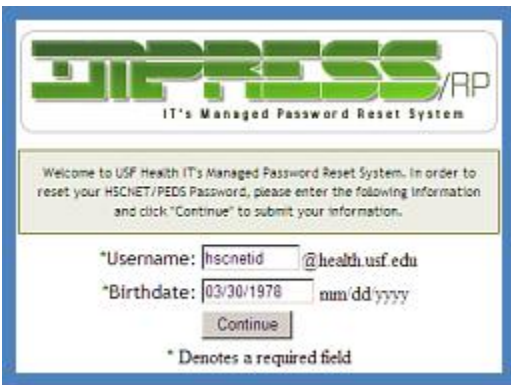 IMPRESS/RP
IT's Managed Password Reset System
Welcome to USF Health IT's Managed Password Reset System. In order to
reset your HSCNET/PEDS Password, please enter the following information
and click "Continue" to submit your information.
*Username: hscnetid @health.usf.edu
*Birthdate: 03/30/1978 mm/dd/yyyy
Continue
* Denotes a required field